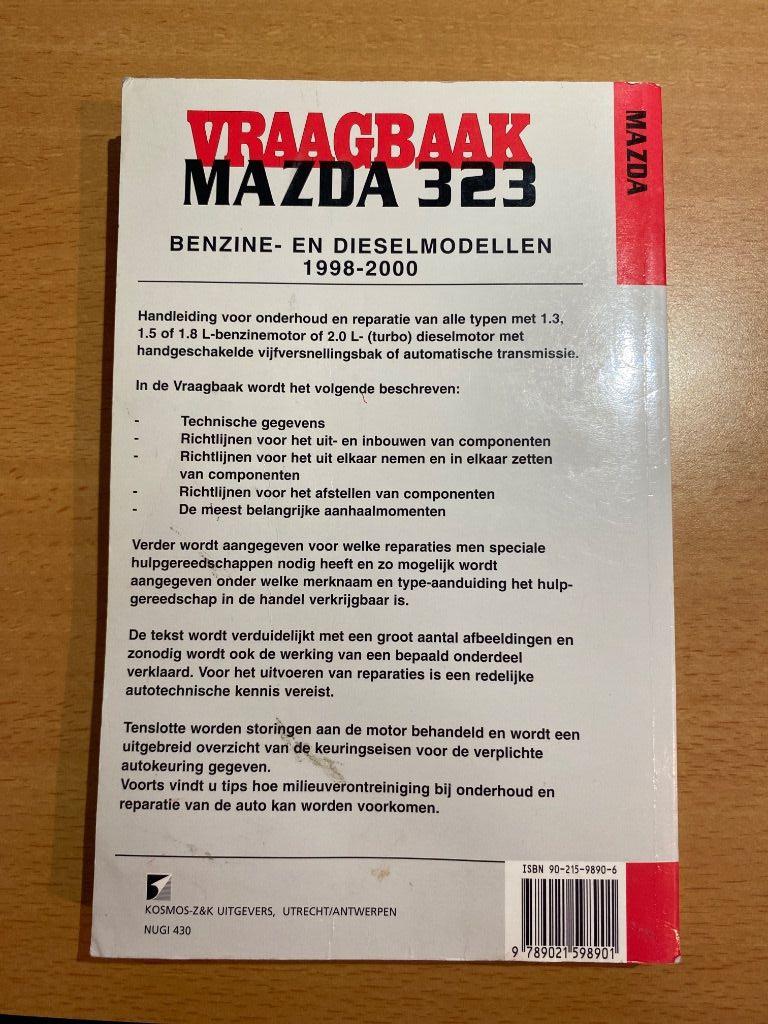 VRAAGBAAK
MAZDA 323
BENZINE- EN DIESELMODELLEN
1998-2000
Handleiding voor onderhoud en reparatie van alle typen met 1.3,
1.5 of 1.8 L-benzinemotor of 2.0 L- (turbo) dieselmotor met
handgeschakelde vijfversnellingsbak of automatische transmissie.
In de Vraagbaak wordt het volgende beschreven:
- Technische gegevens
- Richtlijnen voor het uit- en inbouwen van componenten
- Richtlijnen voor het uit elkaar nemen en in elkaar zetten
van componenten
- Richtlijnen voor het afstellen van componenten
- De meest belangrijke aanhaalmomenten
Verder wordt aangegeven voor welke reparaties men speciale
hulpgereedschappen nodig heeft en zo mogelijk wordt
aangegeven onder welke merknaam en type-aanduiding het hulp-
gereedschap in de handel verkrijgbaar is.
De tekst wordt verduidelijkt met een groot aantal afbeeldingen en
zonodig wordt ook de werking van een bepaald onderdeel
verklaard. Voor het uitvoeren van reparaties is een redelijke
autotechnische kennis vereist.
Tenslotte worden storingen aan de motor behandeld en wordt een
uitgebreid overzicht van de keuringseisen voor de verplichte
autokeuring gegeven.
Voorts vindt u tips hoe milieuverontreiniging bij onderhoud en
reparatie van de auto kan worden voorkomen.
KOSMOS-Z&K UITGEVERS, UTRECHT/ANTWERPEN
NUGI 430
ISBN 90-215-9890-6
9 789021 598901
MAZDA